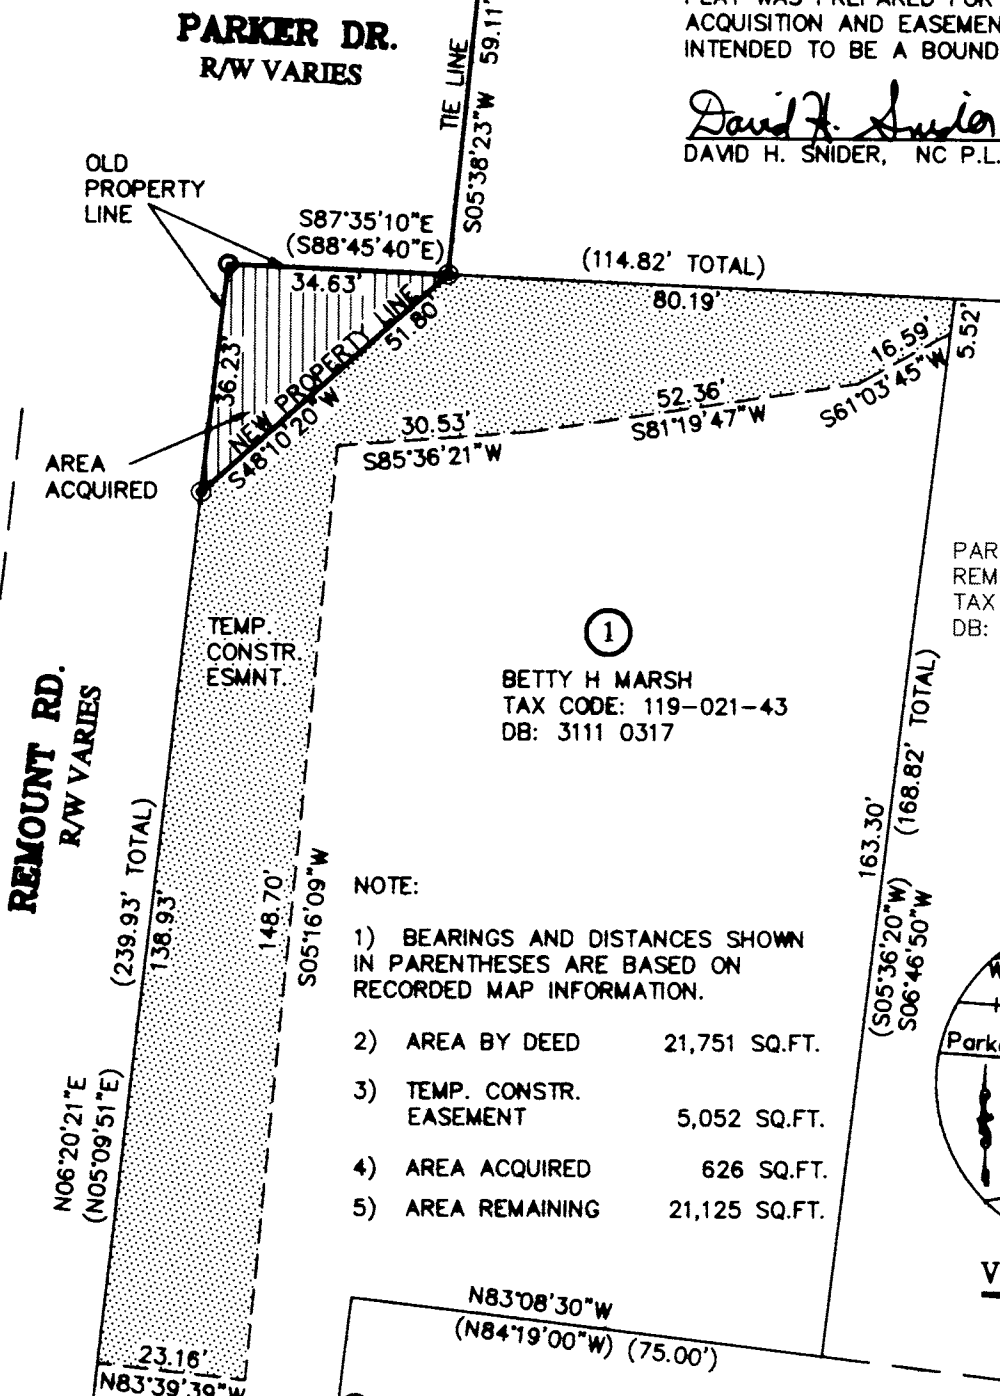 PARKER DR.
R/W VARIES
TIE LINE
S05°38'23"W 59.11'
ACQUISITION AND EASEMEN
INTENDED TO BE A BOUND
David H. Snider
DAVID H. SNIDER, NC P.L.
OLD
PROPERTY
LINE
S87°35'10"E
(S88°45'40"E)
34.63'
(114.82' TOTAL)
80.19'
5.52'
16.59'
S61°03'45"W
52.36'
S81°19'47"W
30.53'
S85°36'21"W
36.23'
NEW PROPERTY LINE
51.80'
S48°10'20"W
AREA
ACQUIRED
TEMP.
CONSTR.
ESMNT.
1
BETTY H MARSH
TAX CODE: 119-021-43
DB: 3111 0317
PAR
REM
TAX
DB:
REMOUNT RD.
R/W VARIES
(239.93' TOTAL)
138.93'
148.70'
S05°16'09"W
163.30'
(168.82' TOTAL)
(S05°36'20"W)
S06°46'50"W
NOTE:
1) BEARINGS AND DISTANCES SHOWN
IN PARENTHESES ARE BASED ON
RECORDED MAP INFORMATION.
2) AREA BY DEED 21,751 SQ.FT.
3) TEMP. CONSTR.
EASEMENT 5,052 SQ.FT.
4) AREA ACQUIRED 626 SQ.FT.
5) AREA REMAINING 21,125 SQ.FT.
Parke
V
N06°20'21"E
(N05°09'51"E)
N83°08'30"W
(N84°19'00"W) (75.00')
23.16'
N83°39'39"W